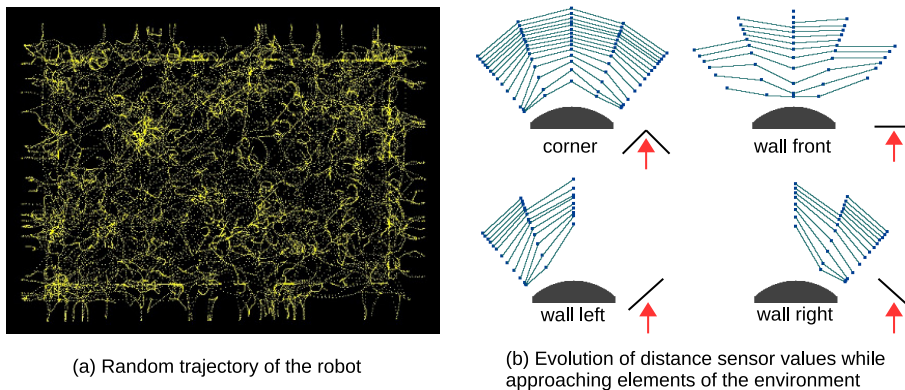 corner
wall front
wall left
wall right
(a) Random trajectory of the robot
(b) Evolution of distance sensor values while
approaching elements of the environment